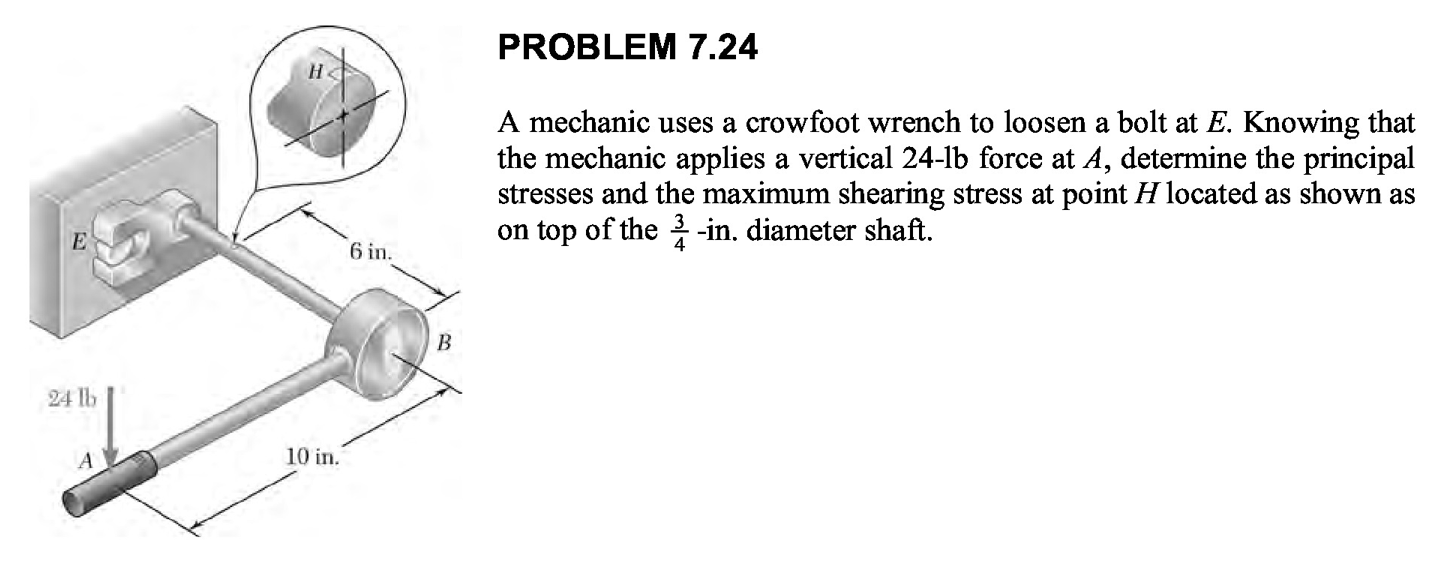 PROBLEM 7.24
A mechanic uses a crowfoot wrench to loosen a bolt at E. Knowing that
the mechanic applies a vertical 24-lb force at A, determine the principal
stresses and the maximum shearing stress at point H located as shown as
on top of the 3/4 -in. diameter shaft.
H
E
6 in.
B
24 lb
A
10 in.